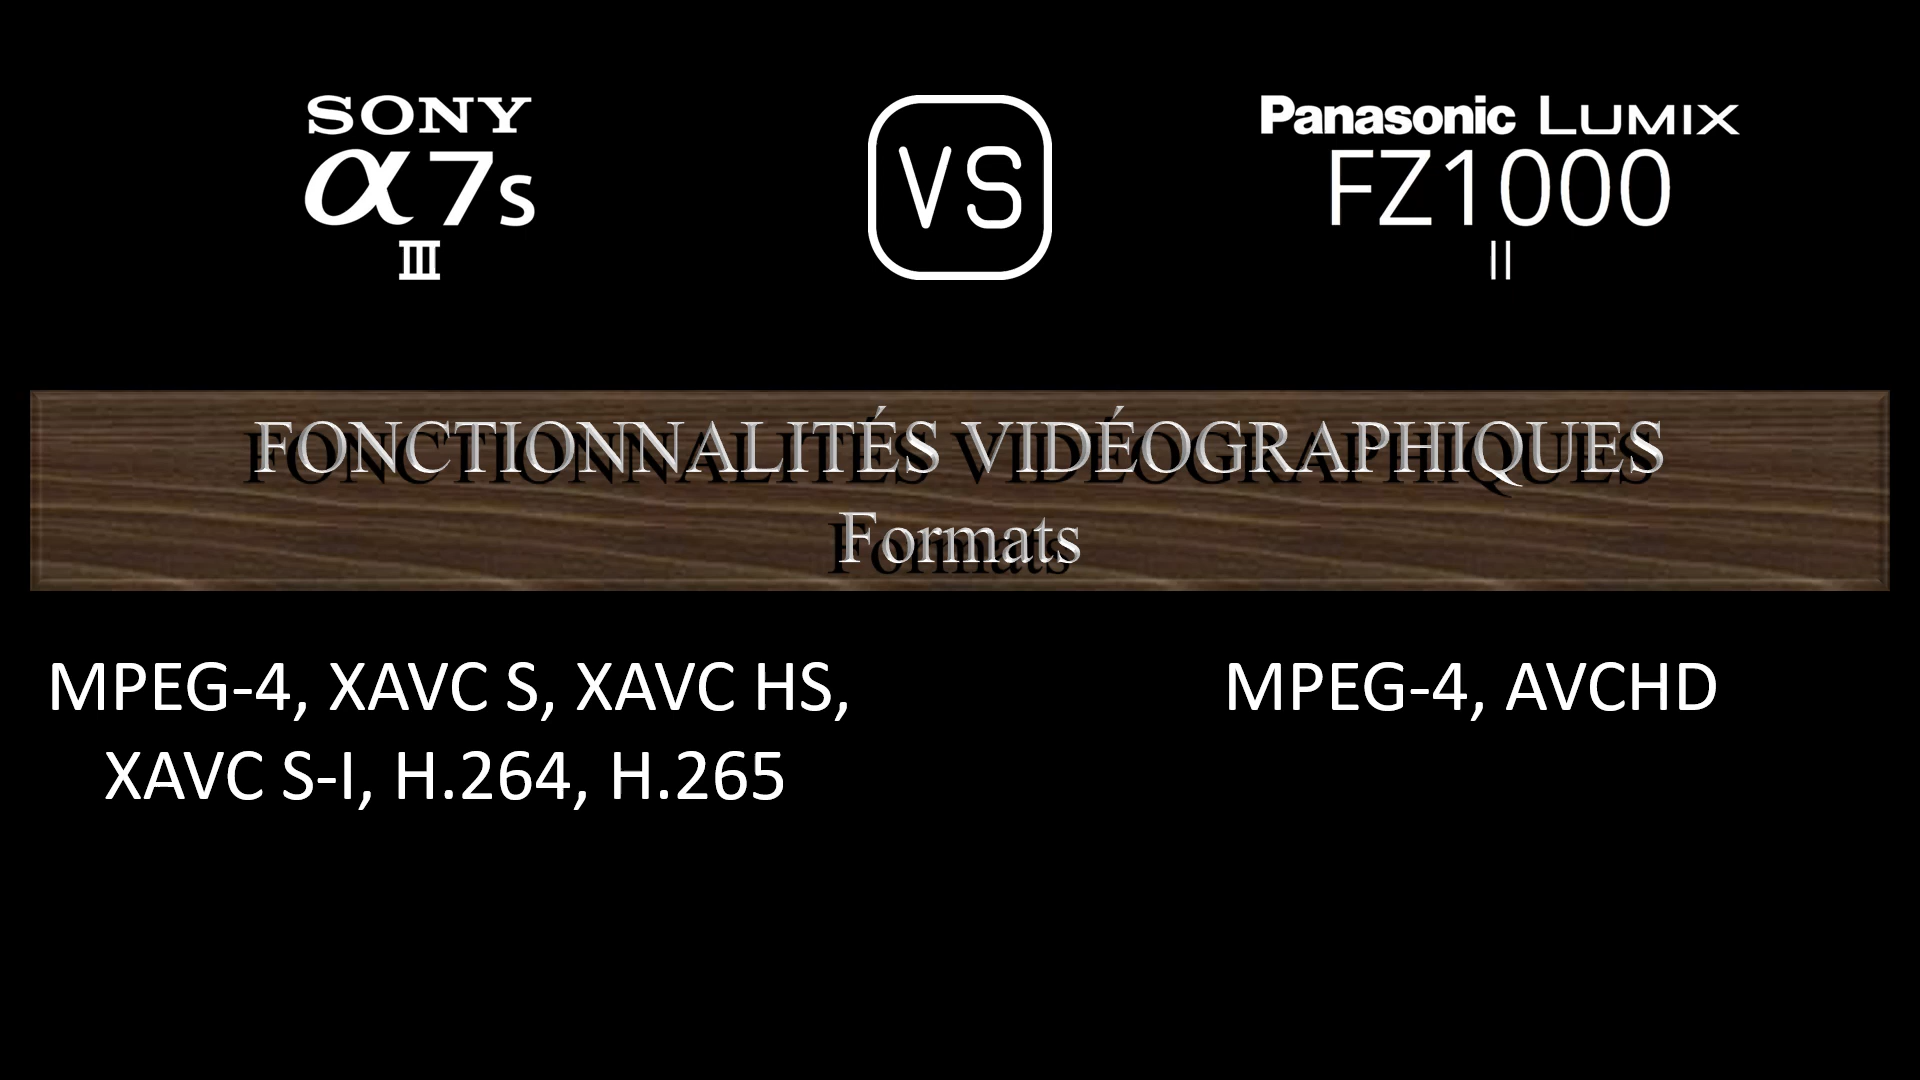 SONY
α7s
III
VS
Panasonic LUMIX
FZ1000
II
FONCTIONNALITÉS VIDÉOGRAPHIQUES
Formats
MPEG-4, XAVC S, XAVC HS,
XAVC S-I, H.264, H.265
MPEG-4, AVCHD